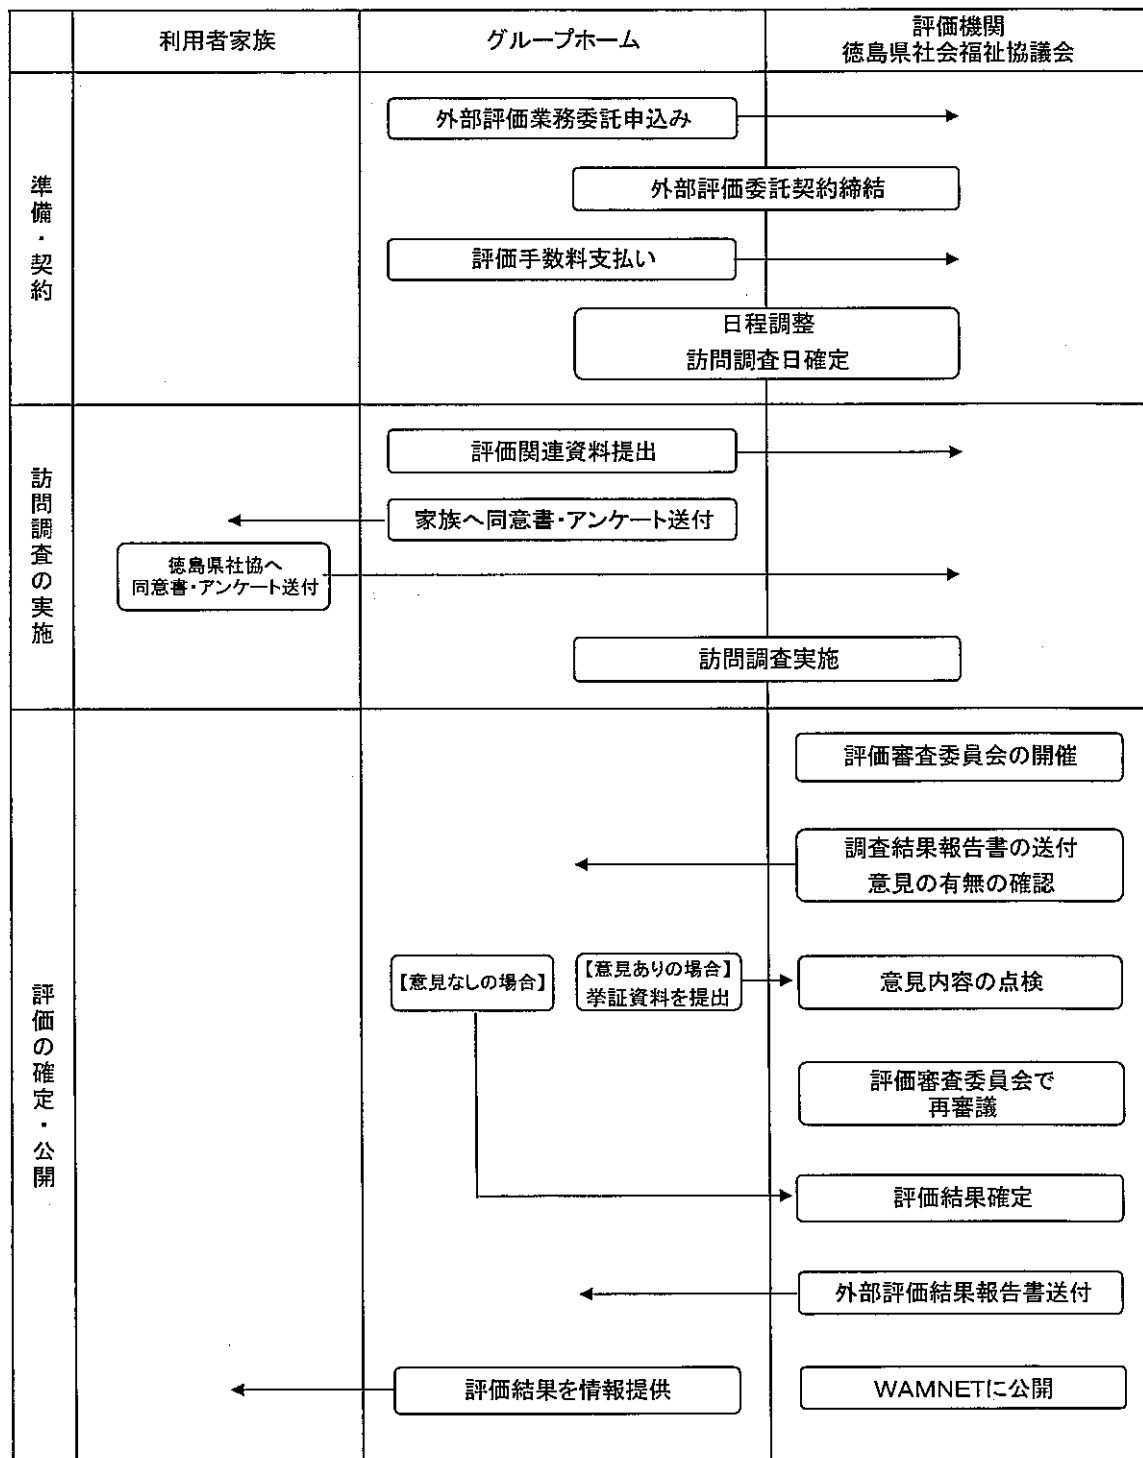 利用者家族
グループホーム
評価機関
徳島県社会福祉協議会
準備・契約
外部評価業務委託申込み
外部評価委託契約締結
評価手数料支払い
日程調整
訪問調査日確定
訪問調査の実施
評価関連資料提出
家族へ同意書・アンケート送付
徳島県社協へ
同意書・アンケート送付
訪問調査実施
評価の確定・公開
評価審査委員会の開催
調査結果報告書の送付
意見の有無の確認
【意見なしの場合】
【意見ありの場合】
挙証資料を提出
意見内容の点検
評価審査委員会で
再審議
評価結果確定
外部評価結果報告書送付
評価結果を情報提供
WAMNETに公開